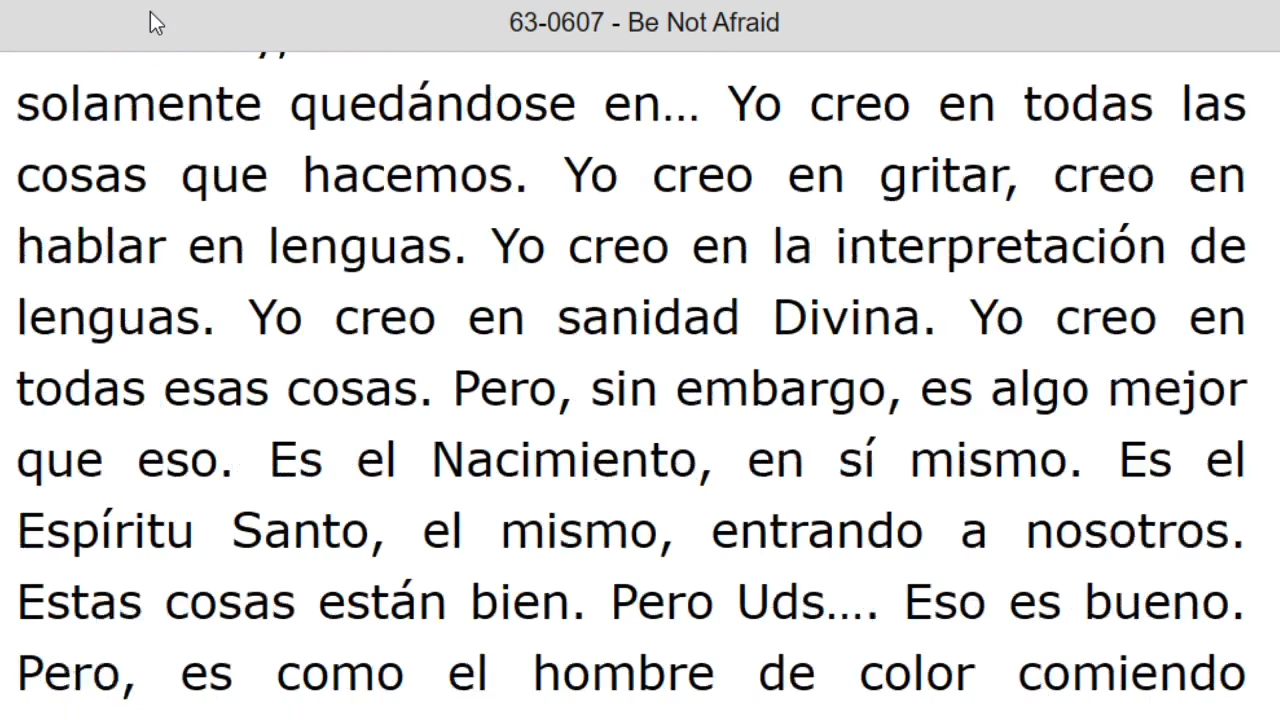 63-0607 - Be Not Afraid
solamente quedándose en... Yo creo en todas las
cosas que hacemos. Yo creo en gritar, creo en
hablar en lenguas. Yo creo en la interpretación de
lenguas. Yo creo en sanidad Divina. Yo creo en
todas esas cosas. Pero, sin embargo, es algo mejor
que eso. Es el Nacimiento, en sí mismo. Es el
Espíritu Santo, el mismo, entrando a nosotros.
Estas cosas están bien. Pero Uds.... Eso es bueno.
Pero, es como el hombre de color comiendo